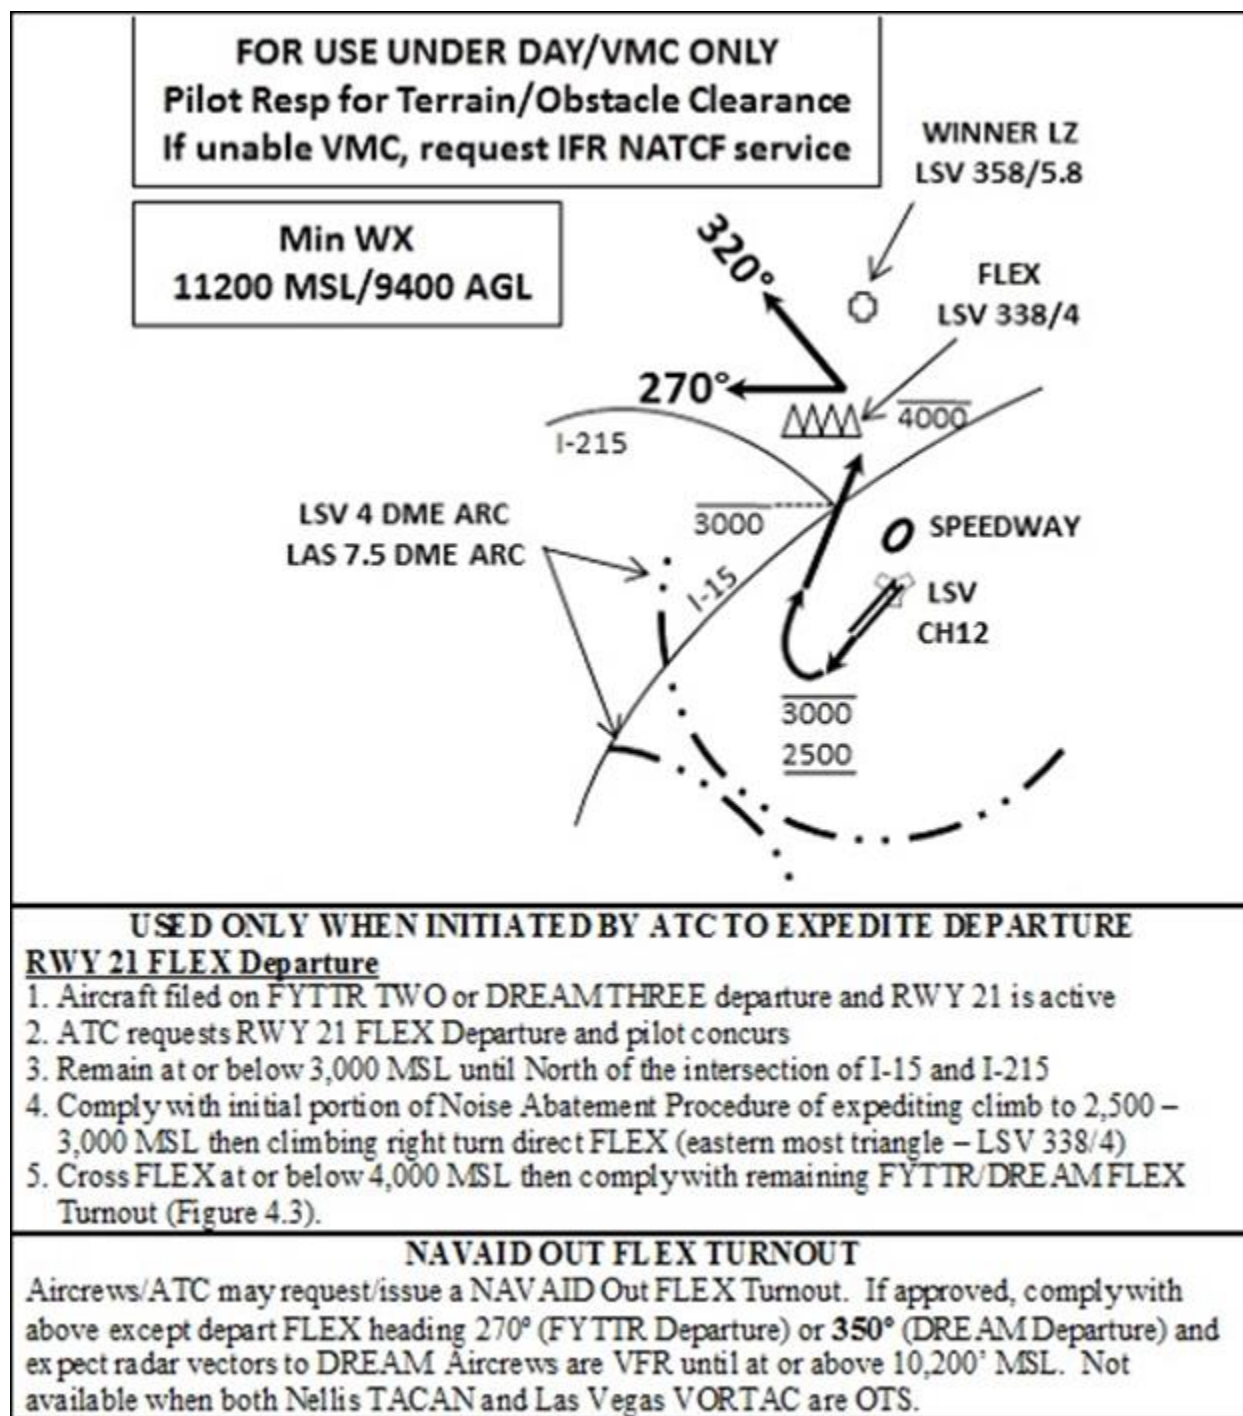 FOR USE UNDER DAY/VMC ONLY
Pilot Resp for Terrain/Obstacle Clearance
If unable VMC, request IFR NATCF service
Min WX
11200 MSL/9400 AGL
WINNER LZ
LSV 358/5.8
320°
FLEX
LSV 338/4
270°
4000
I-215
LSV 4 DME ARC
LAS 7.5 DME ARC
3000
SPEEDWAY
I-15
LSV
CH12
3000
2500
USED ONLY WHEN INITIATED BY ATC TO EXPEDITE DEPARTURE
RWY 21 FLEX Departure
1. Aircraft filed on FYTTR TWO or DREAM THREE departure and RWY 21 is active
2. ATC requests RWY 21 FLEX Departure and pilot concurs
3. Remain at or below 3,000 MSL until North of the intersection of I-15 and I-215
4. Comply with initial portion of Noise Abatement Procedure of expediting climb to 2,500 –
3,000 MSL then climbing right turn direct FLEX (eastern most triangle – LSV 338/4)
5. Cross FLEX at or below 4,000 MSL then comply with remaining FYTTR/DREAM FLEX
Turnout (Figure 4.3).
NAVAID OUT FLEX TURNOUT
Aircrews/ATC may request/issue a NAVAID Out FLEX Turnout. If approved, comply with
above except depart FLEX heading 270° (FYTTR Departure) or 350° (DREAM Departure) and
expect radar vectors to DREAM Aircrews are VFR until at or above 10,200' MSL. Not
available when both Nellis TACAN and Las Vegas VORTAC are OTS.